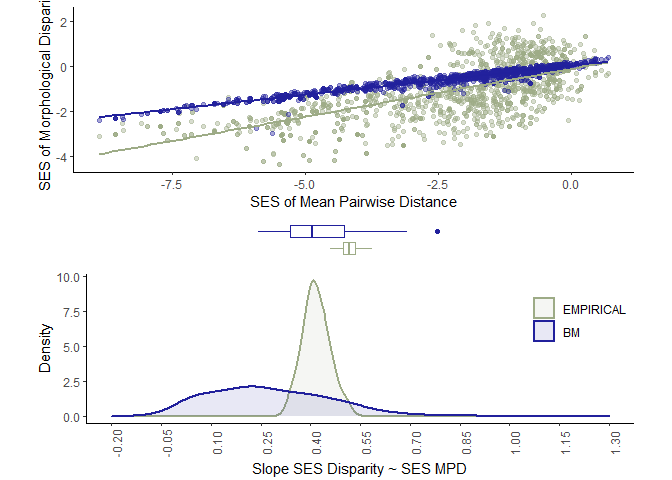 SES of Morphological Dispari
2
0
-2
-4
-7.5 -5.0 -2.5 0.0
SES of Mean Pairwise Distance
Density
10.0
7.5
5.0
2.5
0.0
EMPIRICAL
BM
-0.20 -0.05 0.10 0.25 0.40 0.55 0.70 0.85 1.00 1.15 1.30
Slope SES Disparity ~ SES MPD